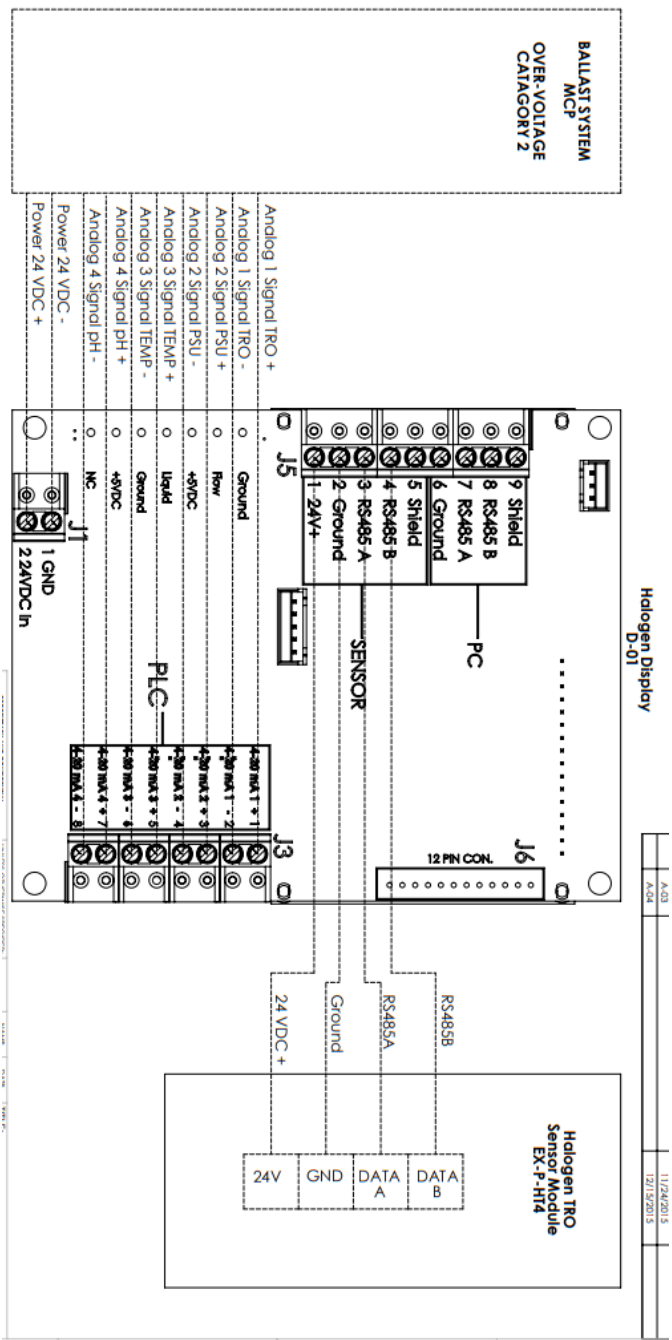 BALLAST SYSTEM
MCP
OVER-VOLTAGE
CATAGORY 2
Analog 1 Signal TRO +
Analog 1 Signal TRO -
Analog 2 Signal PSU +
Analog 2 Signal PSU -
Analog 3 Signal TEMP +
Analog 3 Signal TEMP -
Analog 4 Signal pH +
Analog 4 Signal pH -
Power 24 VDC -
Power 24 VDC +
Halogen Display
D-01
9 Shield
8 RS485 B
7 RS485 A
6 Ground
5 Shield
4 RS485 B
3 RS485 A
2 Ground
1 24V+
J5
PC
SENSOR
Ground
Flow
+5VDC
Liquid
Ground
+5VDC
NC
J1
1 GND
2 24VDC In
PLC
4-20 mA 1 + 1
4-20 mA 1 - 2
4-20 mA 2 + 3
4-20 mA 2 - 4
4-20 mA 3 + 5
4-20 mA 3 - 6
4-20 mA 4 + 7
4-20 mA 4 - 8
J3
J6
12 PIN CON.
RS485B
RS485A
Ground
24 VDC +
Halogen TRO
Sensor Module
EX-P-HT4
DATA
B
DATA
A
GND
24V
A-03
11/24/2015
A-04
12/15/2015